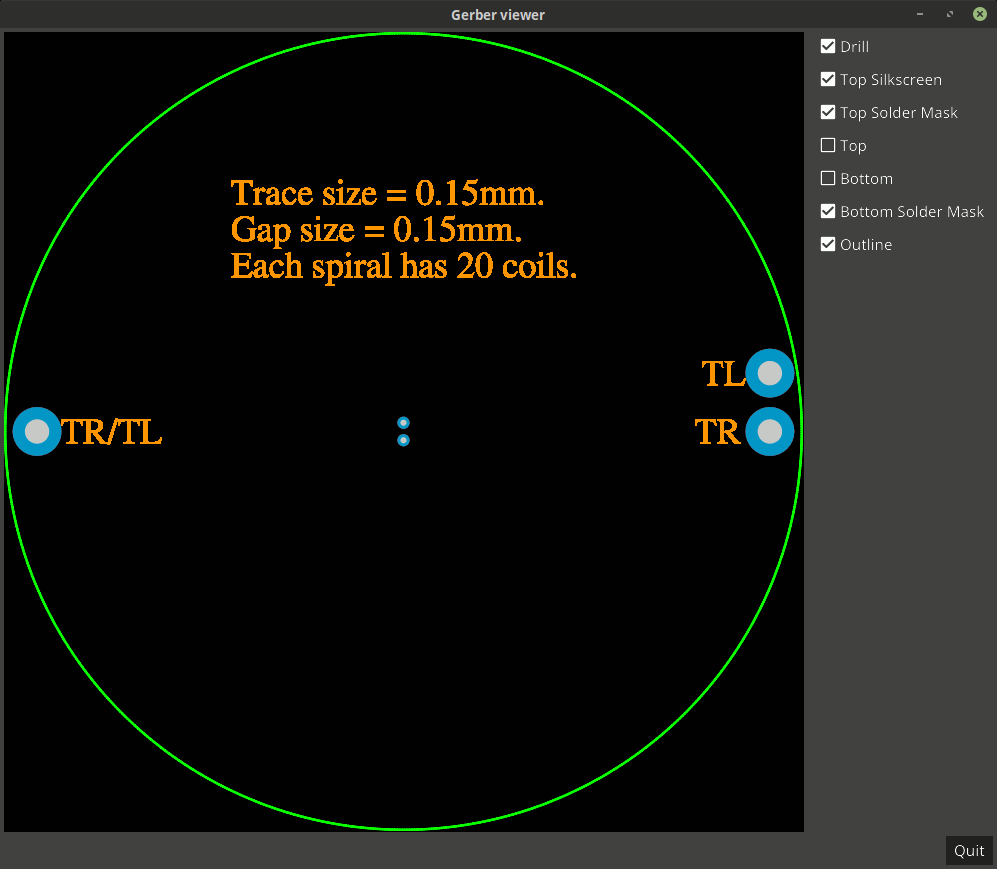 Gerber viewer
Drill
Top Silkscreen
Top Solder Mask
Top
Bottom
Bottom Solder Mask
Outline
Trace size = 0.15mm.
Gap size = 0.15mm.
Each spiral has 20 coils.
TL
TR/TL
TR
Quit